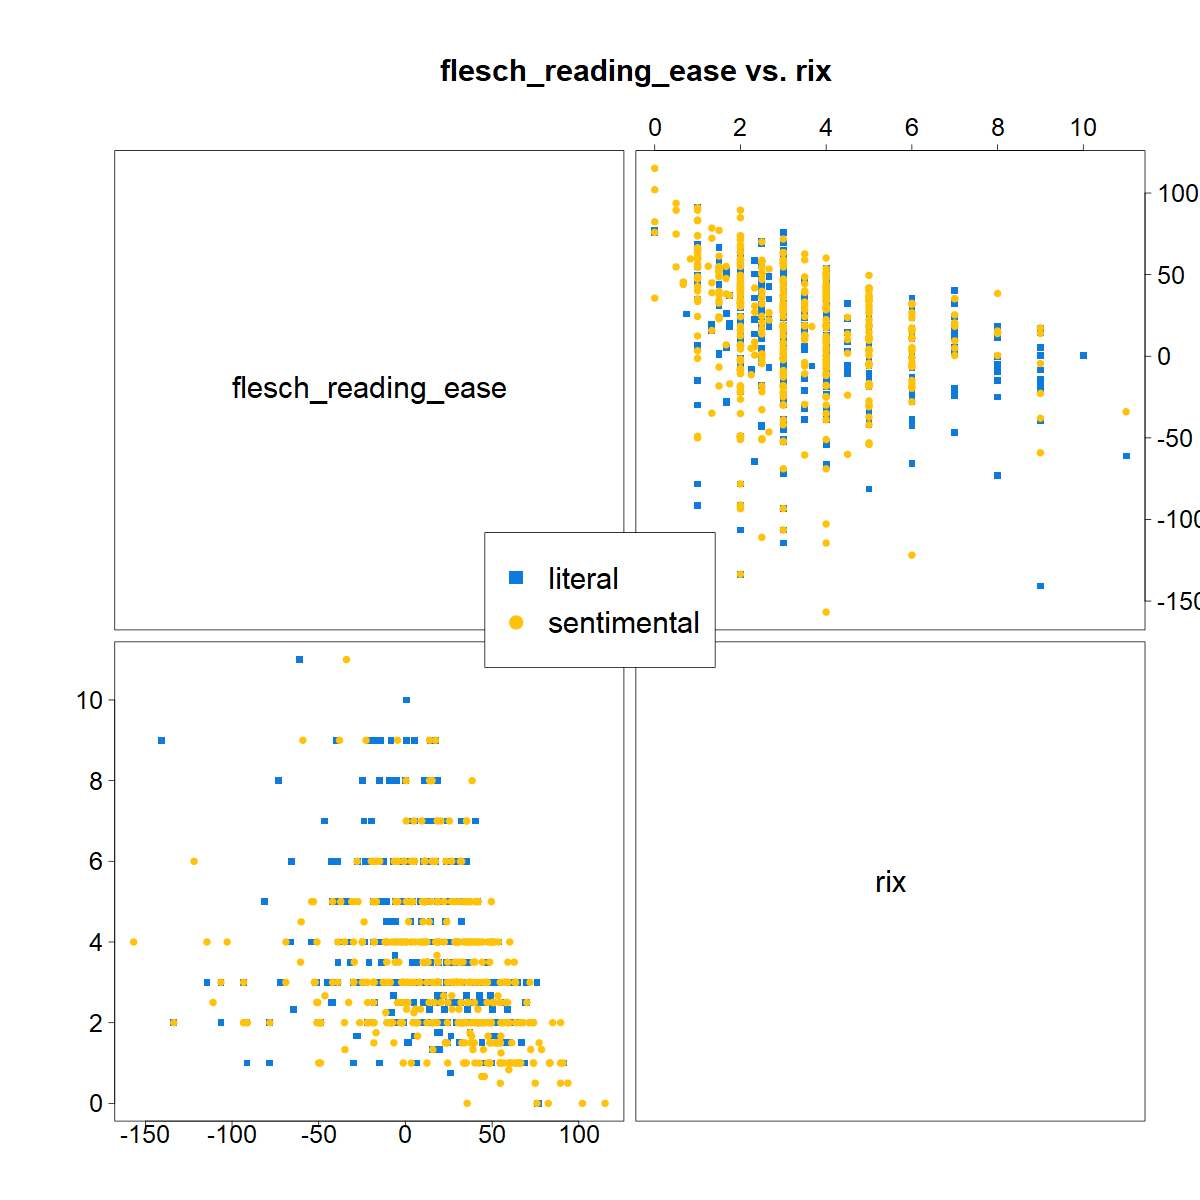 flesch_reading_ease vs. rix
0 2 4 6 8 10
flesch_reading_ease
100
50
0
-50
-100
-150
literal
sentimental
10
8
6
4
2
0
rix
-150 -100 -50 0 50 100